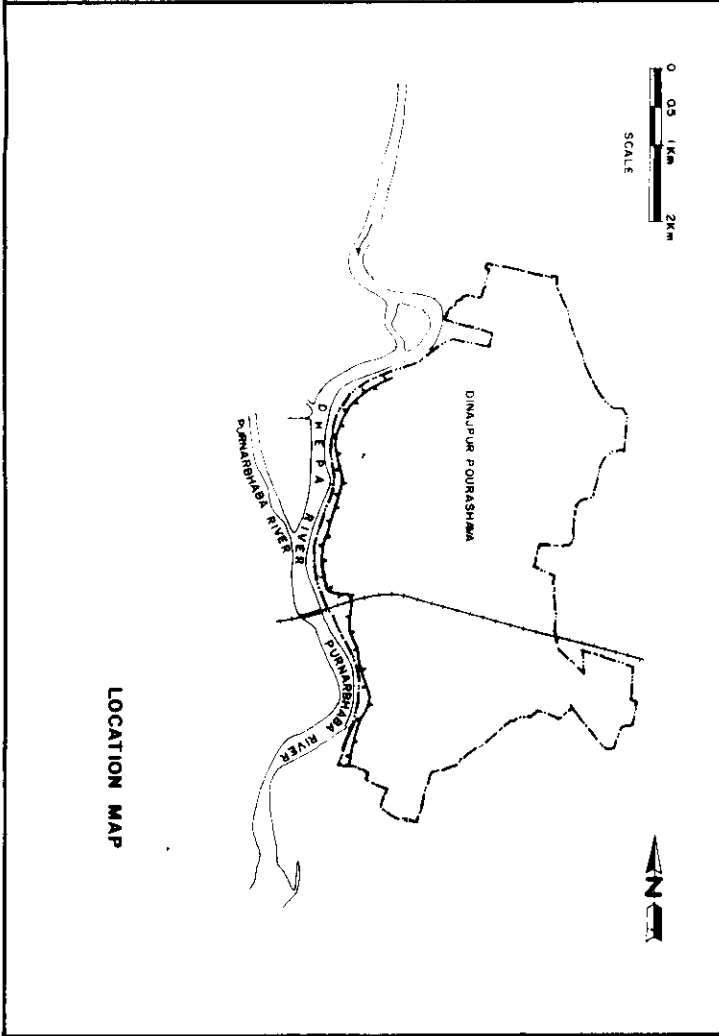 0 0.5 1Km 2Km
SCALE
DINAJPUR POURASHAVA
DHEPA RIVER
PURNARBHABA RIVER
PURNARBHABA RIVER
N
LOCATION MAP